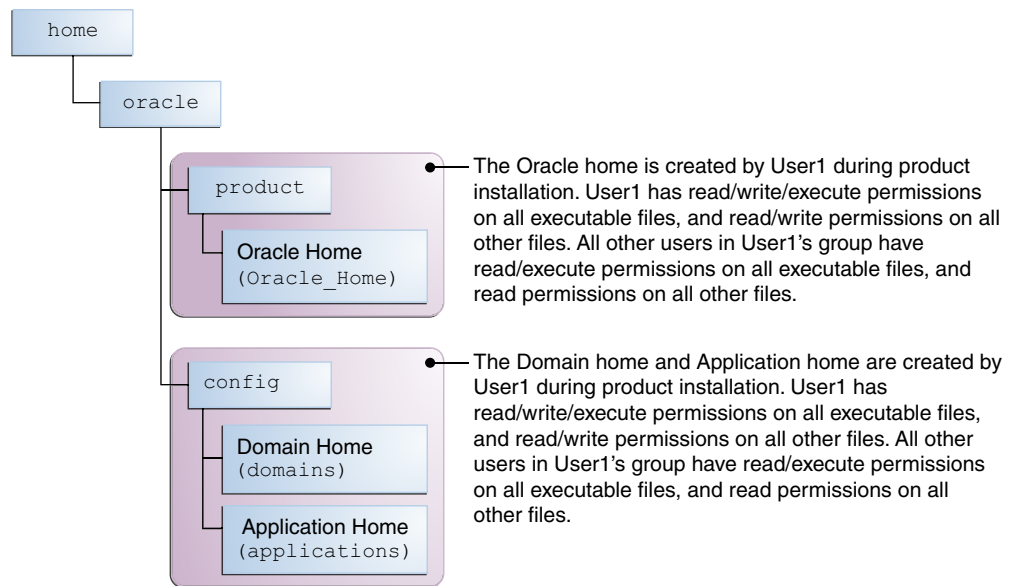 home
oracle
product
Oracle Home
(Oracle_Home)
The Oracle home is created by User1 during product
installation. User1 has read/write/execute permissions
on all executable files, and read/write permissions on all
other files. All other users in User1's group have
read/execute permissions on all executable files, and
read permissions on all other files.
config
Domain Home
(domains)
Application Home
(applications)
The Domain home and Application home are created by
User1 during product installation. User1 has
read/write/execute permissions on all executable files,
and read/write permissions on all other files. All other
users in User1's group have read/execute permissions
on all executable files, and read permissions on all
other files.